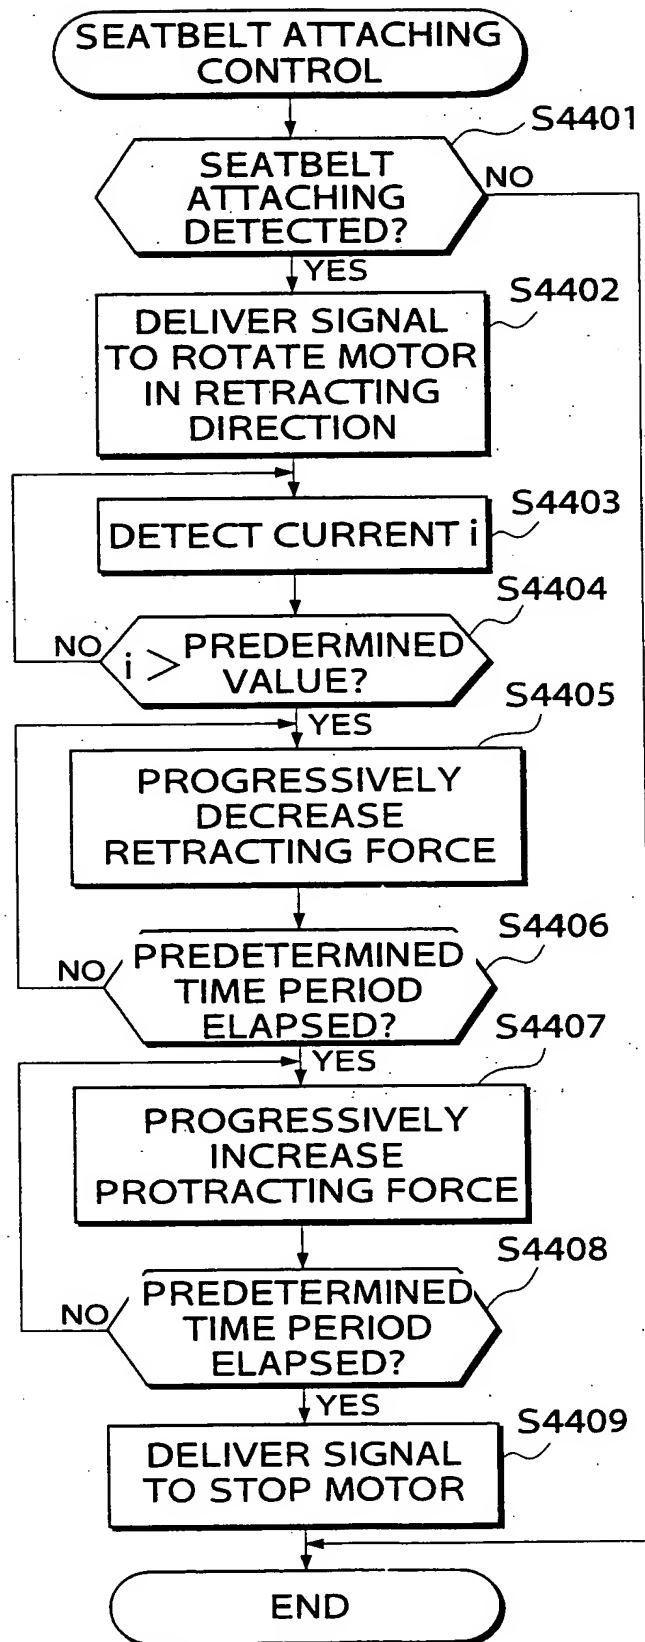 SEATBELT ATTACHING
CONTROL
S4401
SEATBELT
ATTACHING
DETECTED?
NO
YES
S4402
DELIVER SIGNAL
TO ROTATE MOTOR
IN RETRACTING
DIRECTION
S4403
DETECT CURRENT i
S4404
NO
i > PREDERMINED
VALUE?
YES
S4405
PROGRESSIVELY
DECREASE
RETRACTING FORCE
S4406
NO
PREDETERMINED
TIME PERIOD
ELAPSED?
YES
S4407
PROGRESSIVELY
INCREASE
PROTRACTING FORCE
S4408
NO
PREDETERMINED
TIME PERIOD
ELAPSED?
YES
S4409
DELIVER SIGNAL
TO STOP MOTOR
END